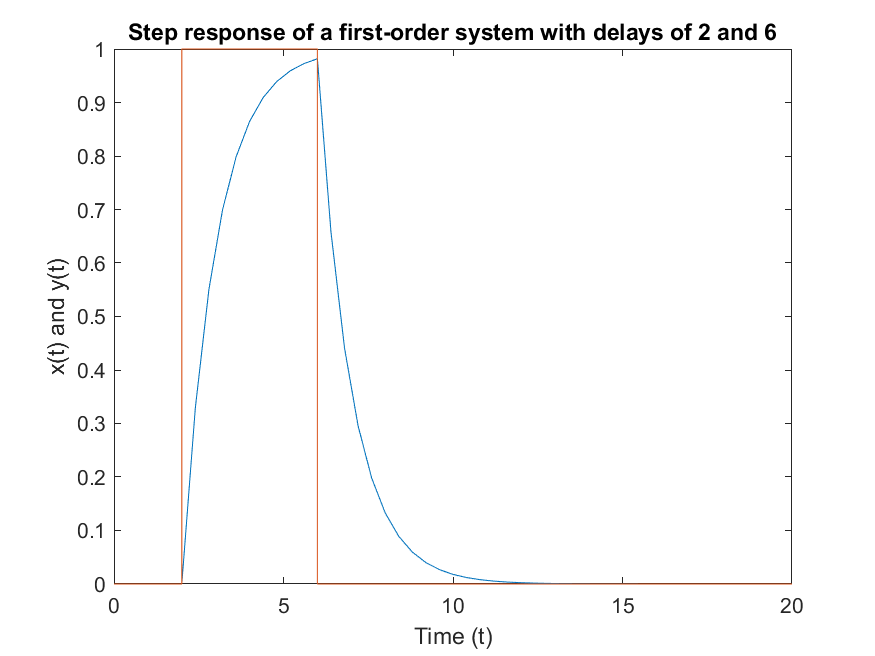 Step response of a first-order system with delays of 2 and 6
1
0.9
0.8
0.7
0.6
0.5
0.4
0.3
0.2
0.1
0
x(t) and y(t)
0 5 10 15 20
Time (t)